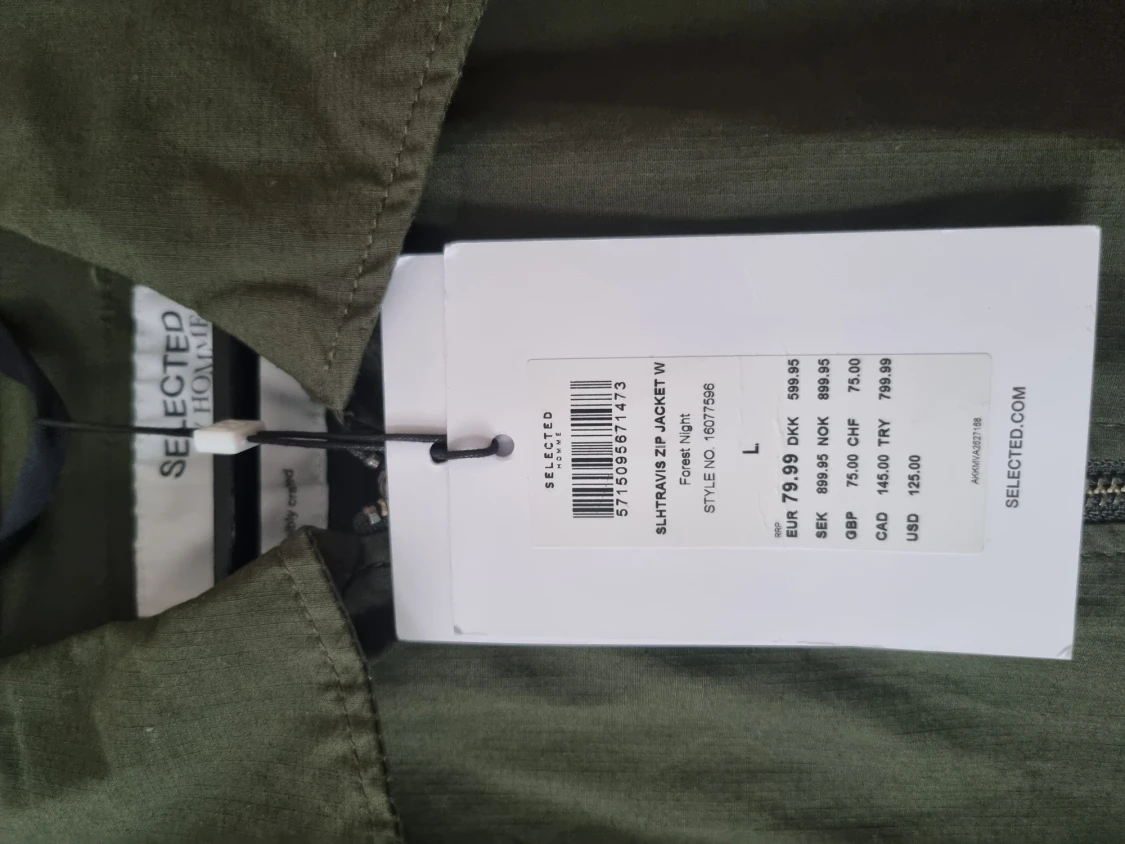 SELECTED
HOMME
by crea
SELECTED
HOMME
5715095671473
SLHTRAVIS ZIP JACKET W
Forest Night
STYLE NO. 16077596
L.
RRP
EUR 79.99 DKK 599.95
SEK 899.95 NOK 899.95
GBP 75.00 CHF 75.00
CAD 145.00 TRY 799.99
USD 125.00
SELECTED.COM